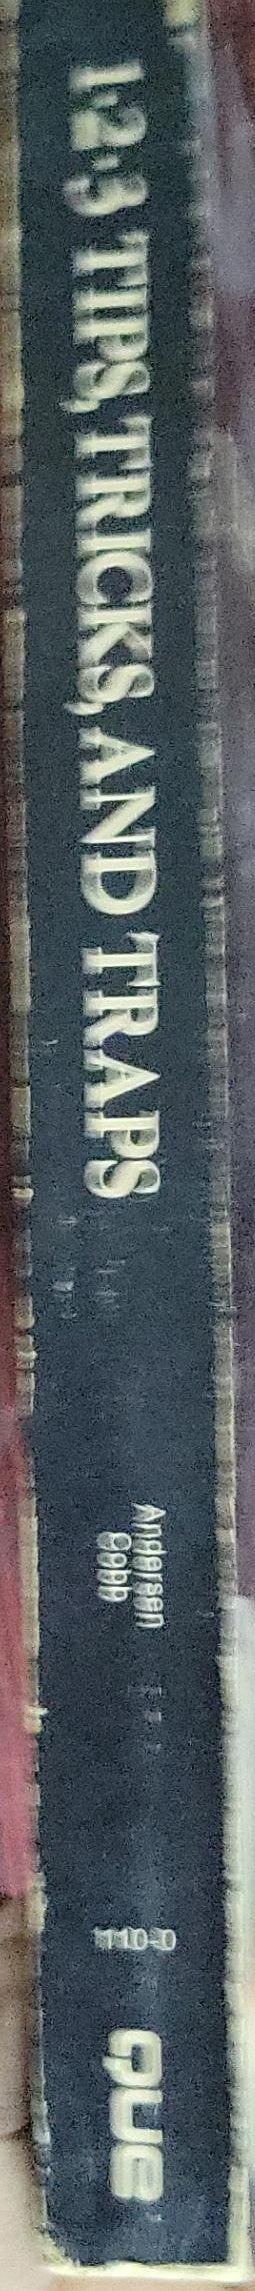 1-2-3 TIPS, TRICKS, AND TRAPS
Andersen
Cobb
110-0
Que